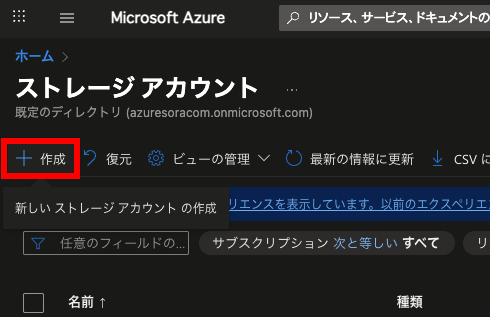 Microsoft Azure
リソース、サービス、ドキュメントの
ホーム
ストレージ アカウント
既定のディレクトリ (azuresoracom.onmicrosoft.com)
作成 復元 ビューの管理 最新の情報に更新 CSV に
新しい ストレージ アカウント の作成
リエンスを表示しています。以前のエクスペリエン
任意のフィールドの... サブスクリプション 次と等しい すべて リ
名前 ↑ 種類